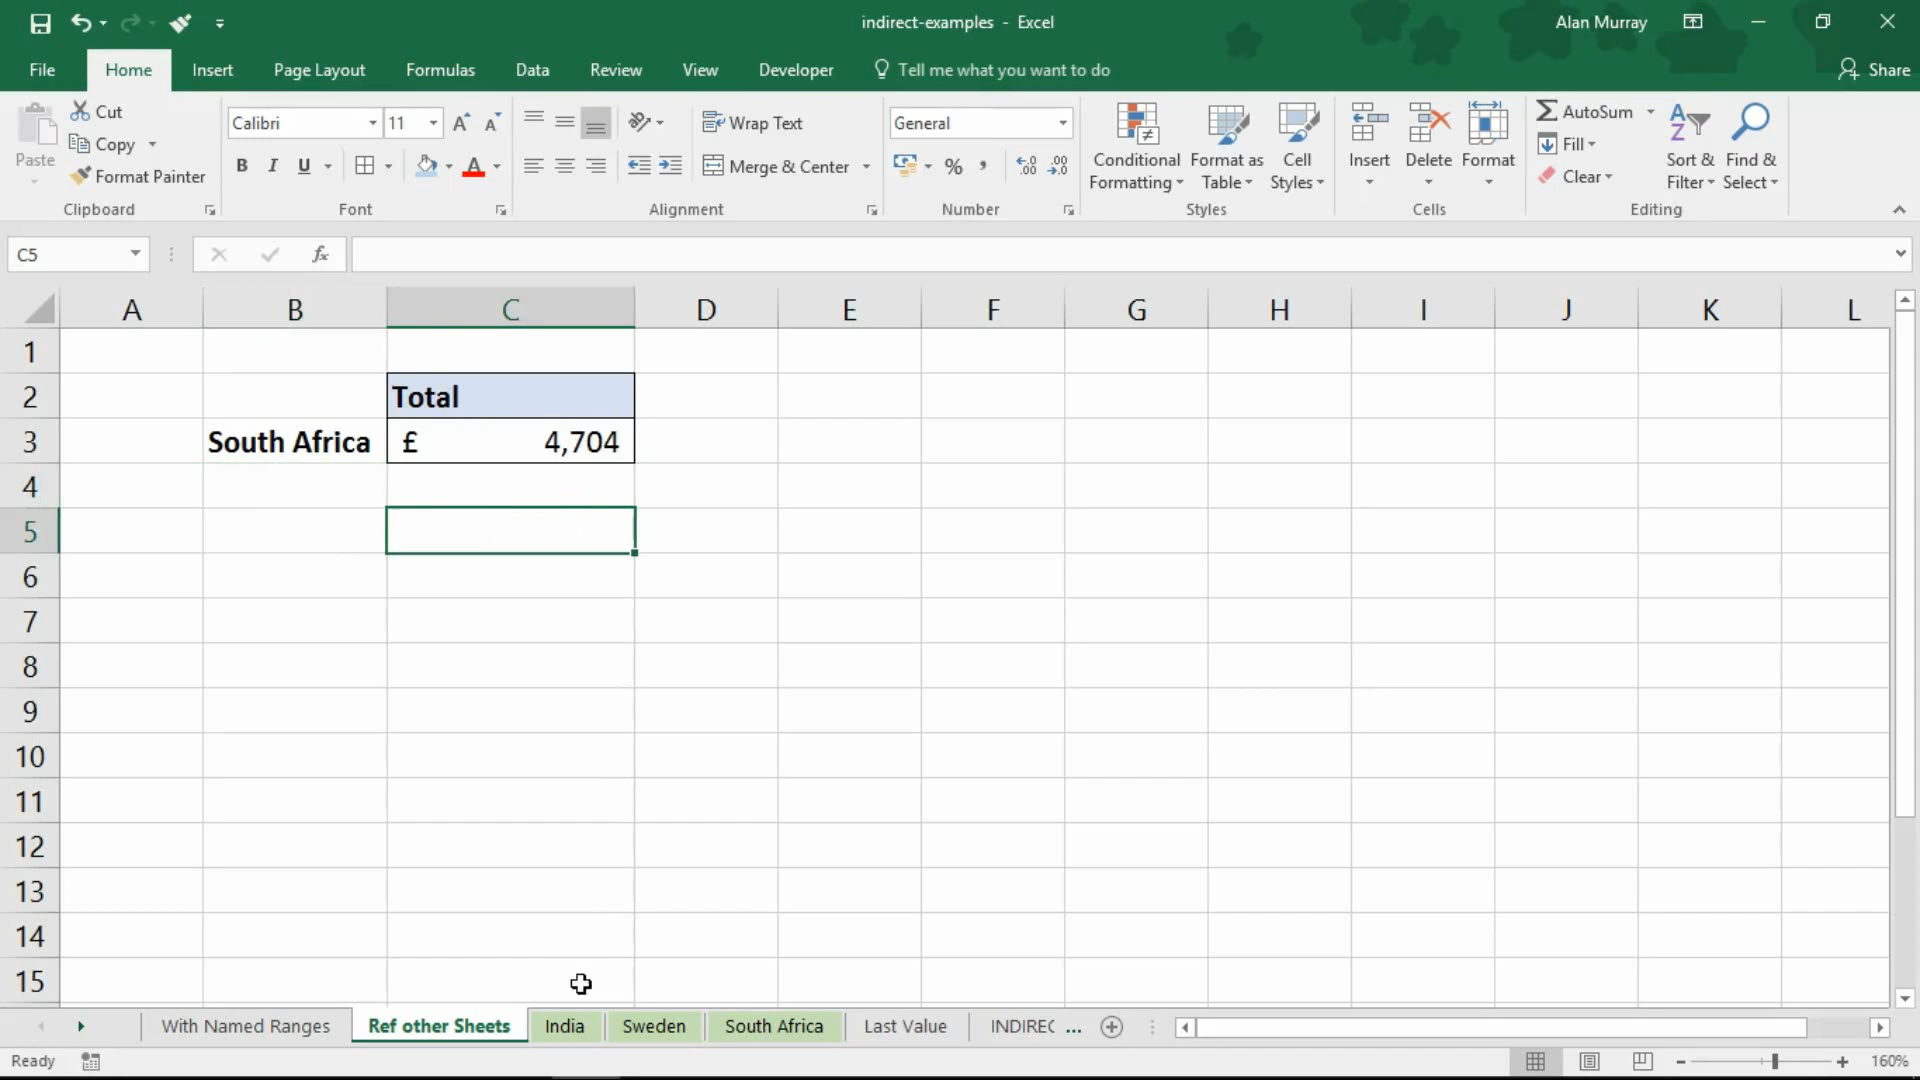 indirect-examples - Excel
Alan Murray
File Home Insert Page Layout Formulas Data Review View Developer Tell me what you want to do Share
Paste
Cut
Copy
Format Painter
Clipboard
Calibri 11
B I U A
Font
Wrap Text
Merge & Center
Alignment
General
% ,
Number
Conditional Formatting
Format as Table
Cell Styles
Styles
Insert Delete Format
Cells
AutoSum
Fill
Clear
Sort & Filter
Find & Select
Editing
C5 fx
A B C D E F G H I J K L
1
2 Total
3 South Africa £ 4,704
4
5
6
7
8
9
10
11
12
13
14
15
With Named Ranges Ref other Sheets India Sweden South Africa Last Value INDIREC ...
Ready 160%